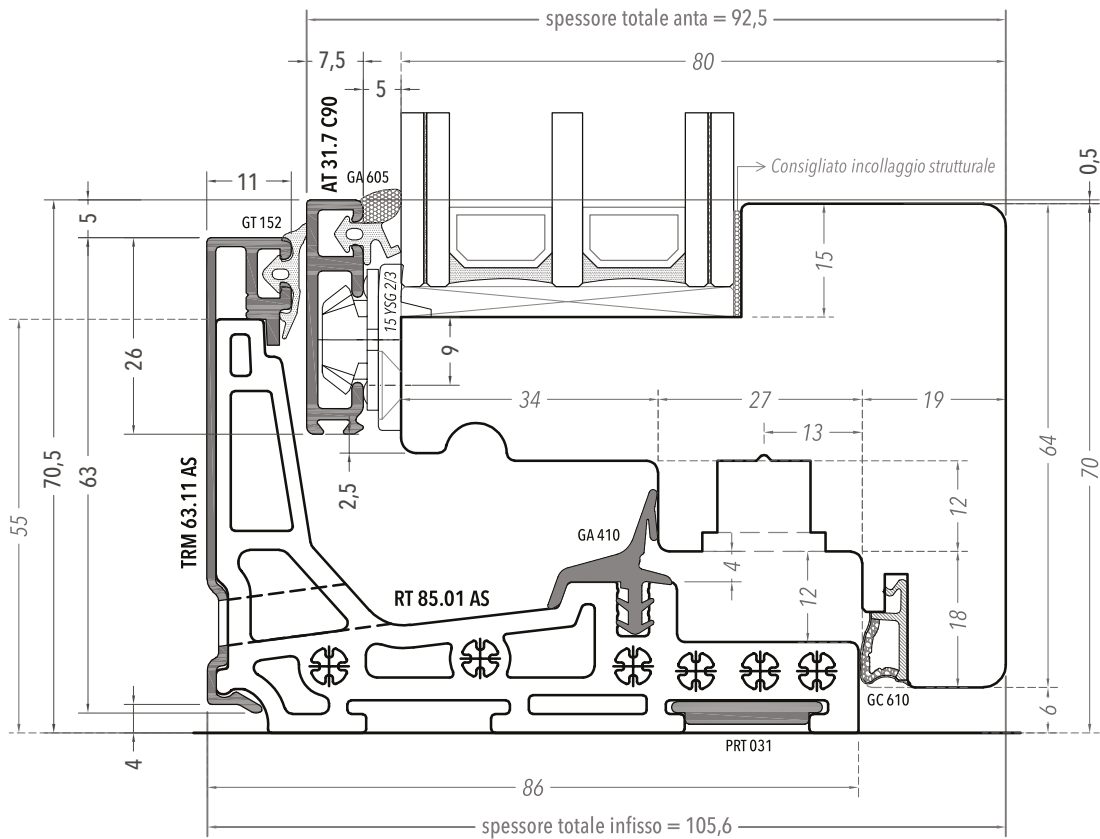 spessore totale anta = 92,5
7,5
80
5
AT 31.7 C90
GA 605
Consigliato incollaggio strutturale
0,5
11
5
GT 152
15 YSG 2/3
15
26
9
34
27
19
13
70,5
63
55
2,5
64
70
12
TRM 63.11 AS
GA 410
4
12
18
RT 85.01 AS
GC 610
6
PRT 031
4
86
spessore totale infisso = 105,6